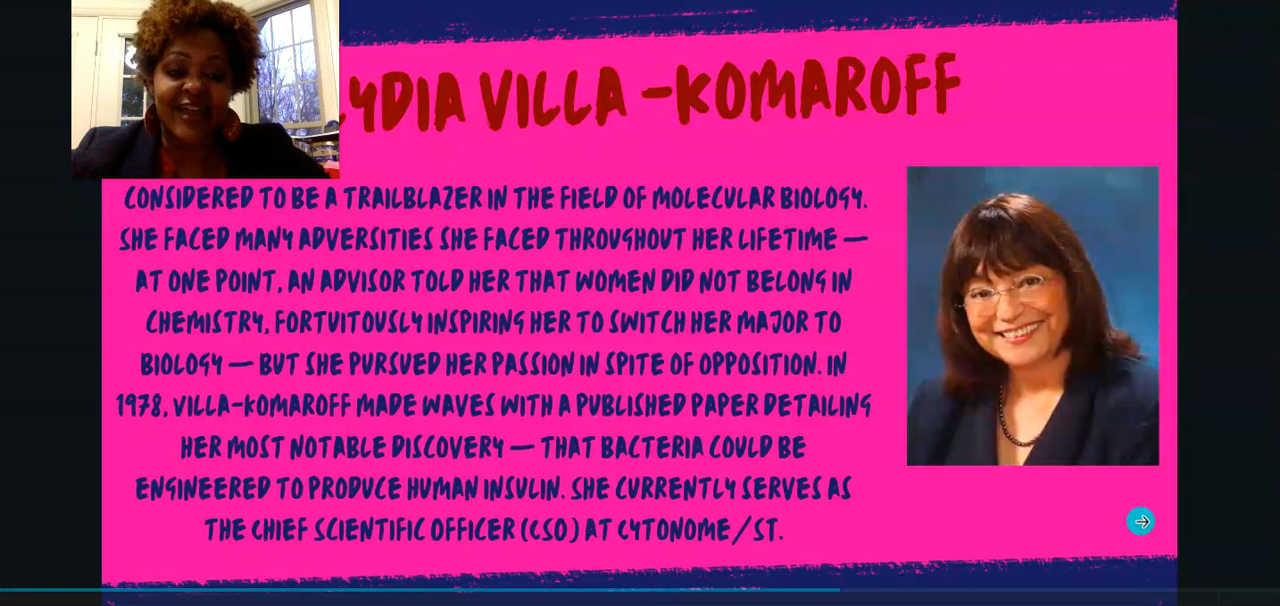 LYDIA VILLA -KOMAROFF
CONSIDERED TO BE A TRAILBLAZER IN THE FIELD OF MOLECULAR BIOLOGY.
SHE FACED MANY ADVERSITIES SHE FACED THROUGHOUT HER LIFETIME —
AT ONE POINT, AN ADVISOR TOLD HER THAT WOMEN DID NOT BELONG IN
CHEMISTRY, FORTUITOUSLY INSPIRING HER TO SWITCH HER MAJOR TO
BIOLOGY — BUT SHE PURSUED HER PASSION IN SPITE OF OPPOSITION. IN
1978, VILLA-KOMAROFF MADE WAVES WITH A PUBLISHED PAPER DETAILING
HER MOST NOTABLE DISCOVERY — THAT BACTERIA COULD BE
ENGINEERED TO PRODUCE HUMAN INSULIN. SHE CURRENTLY SERVES AS
THE CHIEF SCIENTIFIC OFFICER (CSO) AT CYTONOME/ST.